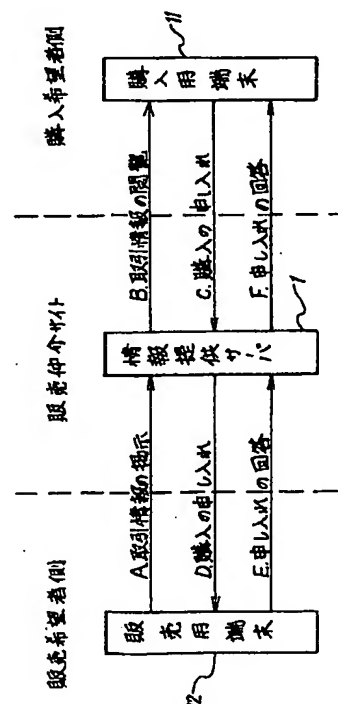 販売希望者側
販売仲介サイト
購入希望者側
販売用端末
A.取引情報の掲示
D.購入の申し入れ
E.申し入れの回答
情報提供サーバ
B.取引情報の閲覧
C.購入の申し入れ
F.申し入れの回答
購入用端末
12
1
11